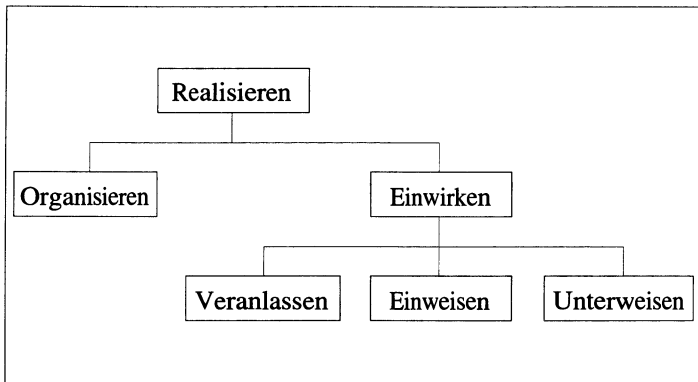 Realisieren
Organisieren
Einwirken
Veranlassen
Einweisen
Unterweisen